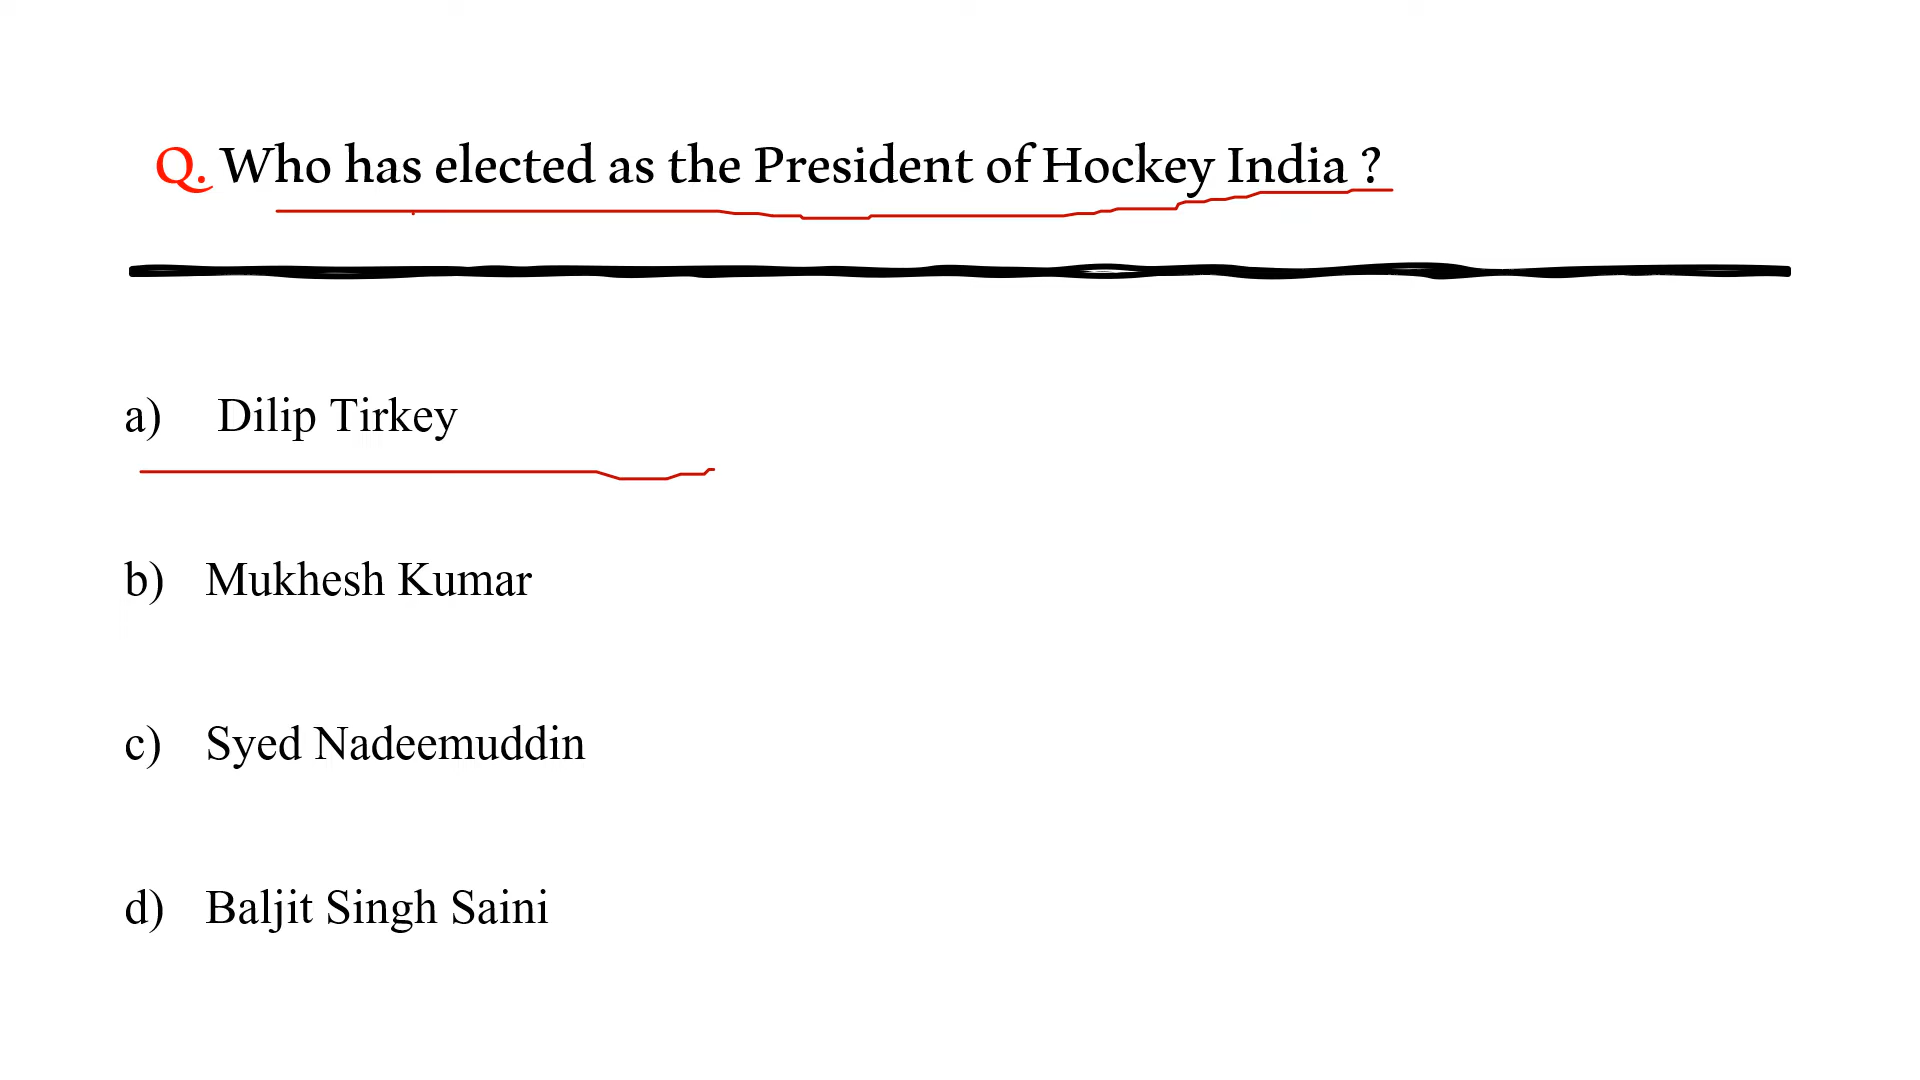 Q. Who has elected as the President of Hockey India ?
a) Dilip Tirkey
b) Mukhesh Kumar
c) Syed Nadeemuddin
d) Baljit Singh Saini